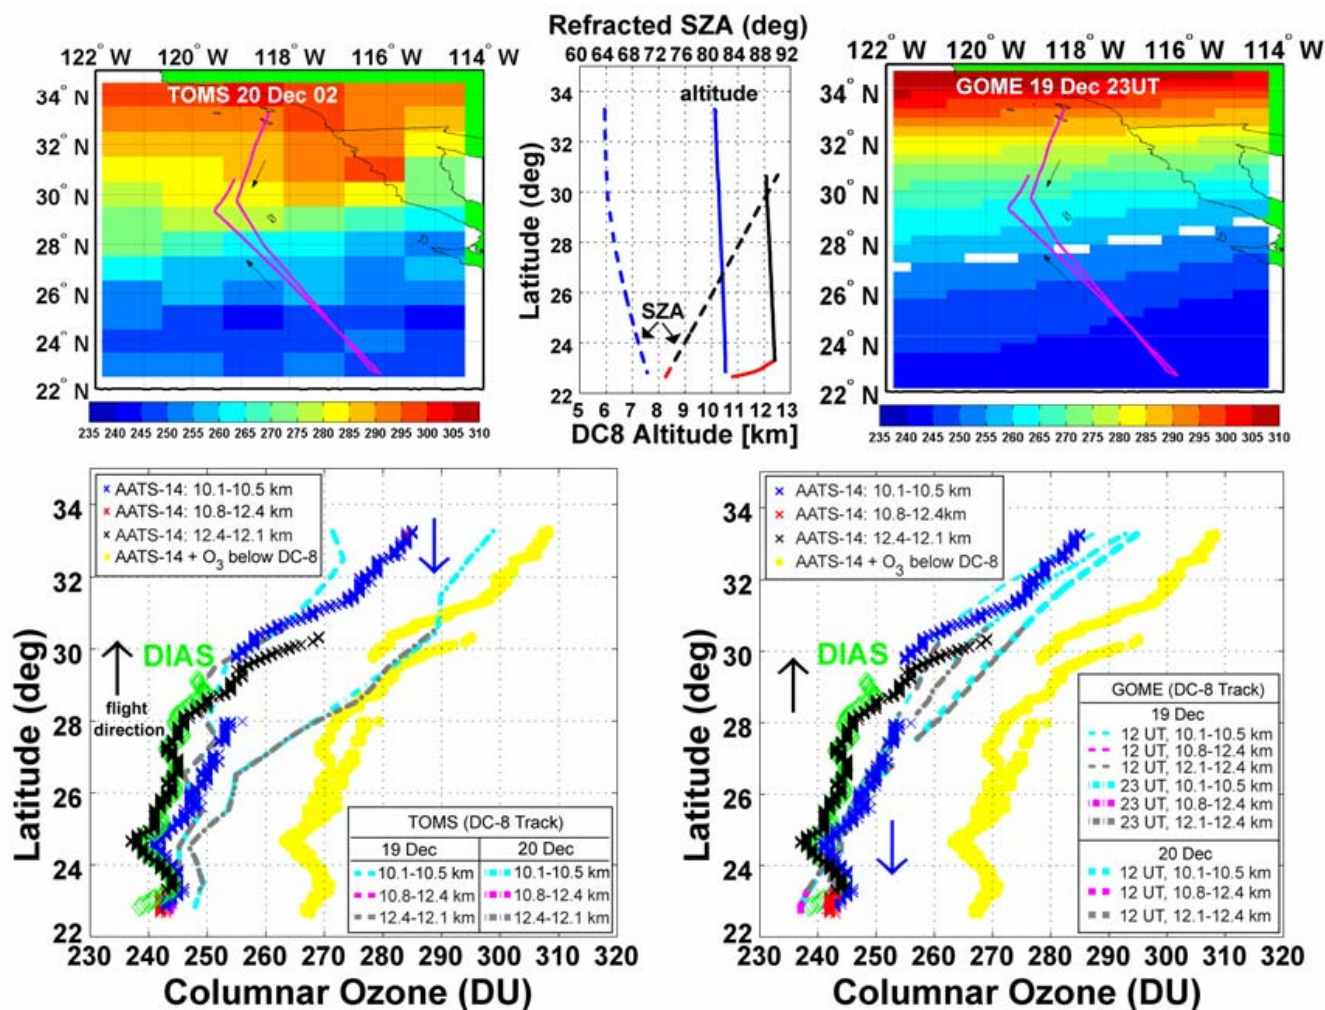 Refracted SZA (deg)
60 64 68 72 76 80 84 88 92
122° W 120° W 118° W 116° W 114° W
34° N
32° N
30° N
28° N
26° N
24° N
22° N
TOMS 20 Dec 02
235 240 245 250 255 260 265 270 275 280 285 290 295 300 305 310
Latitude (deg)
34
32
30
28
26
24
22
altitude
SZA
5 6 7 8 9 10 11 12 13
DC8 Altitude [km]
122° W 120° W 118° W 116° W 114° W
34° N
32° N
30° N
28° N
26° N
24° N
22° N
GOME 19 Dec 23UT
235 240 245 250 255 260 265 270 275 280 285 290 295 300 305 310
AATS-14: 10.1-10.5 km
AATS-14: 10.8-12.4 km
AATS-14: 12.4-12.1 km
AATS-14 + O3 below DC-8
Latitude (deg)
34
32
30
28
26
24
22
DIAS
flight
direction
TOMS (DC-8 Track)
19 Dec 20 Dec
10.1-10.5 km 10.1-10.5 km
10.8-12.4 km 10.8-12.4 km
12.4-12.1 km 12.4-12.1 km
230 240 250 260 270 280 290 300 310 320
Columnar Ozone (DU)
AATS-14: 10.1-10.5 km
AATS-14: 10.8-12.4km
AATS-14: 12.4-12.1 km
AATS-14 + O3 below DC-8
Latitude (deg)
34
32
30
28
26
24
22
DIAS
GOME (DC-8 Track)
19 Dec
12 UT, 10.1-10.5 km
12 UT, 10.8-12.4 km
12 UT, 12.1-12.4 km
23 UT, 10.1-10.5 km
23 UT, 10.8-12.4 km
23 UT, 12.1-12.4 km
20 Dec
12 UT, 10.1-10.5 km
12 UT, 10.8-12.4 km
12 UT, 12.1-12.4 km
230 240 250 260 270 280 290 300 310 320
Columnar Ozone (DU)